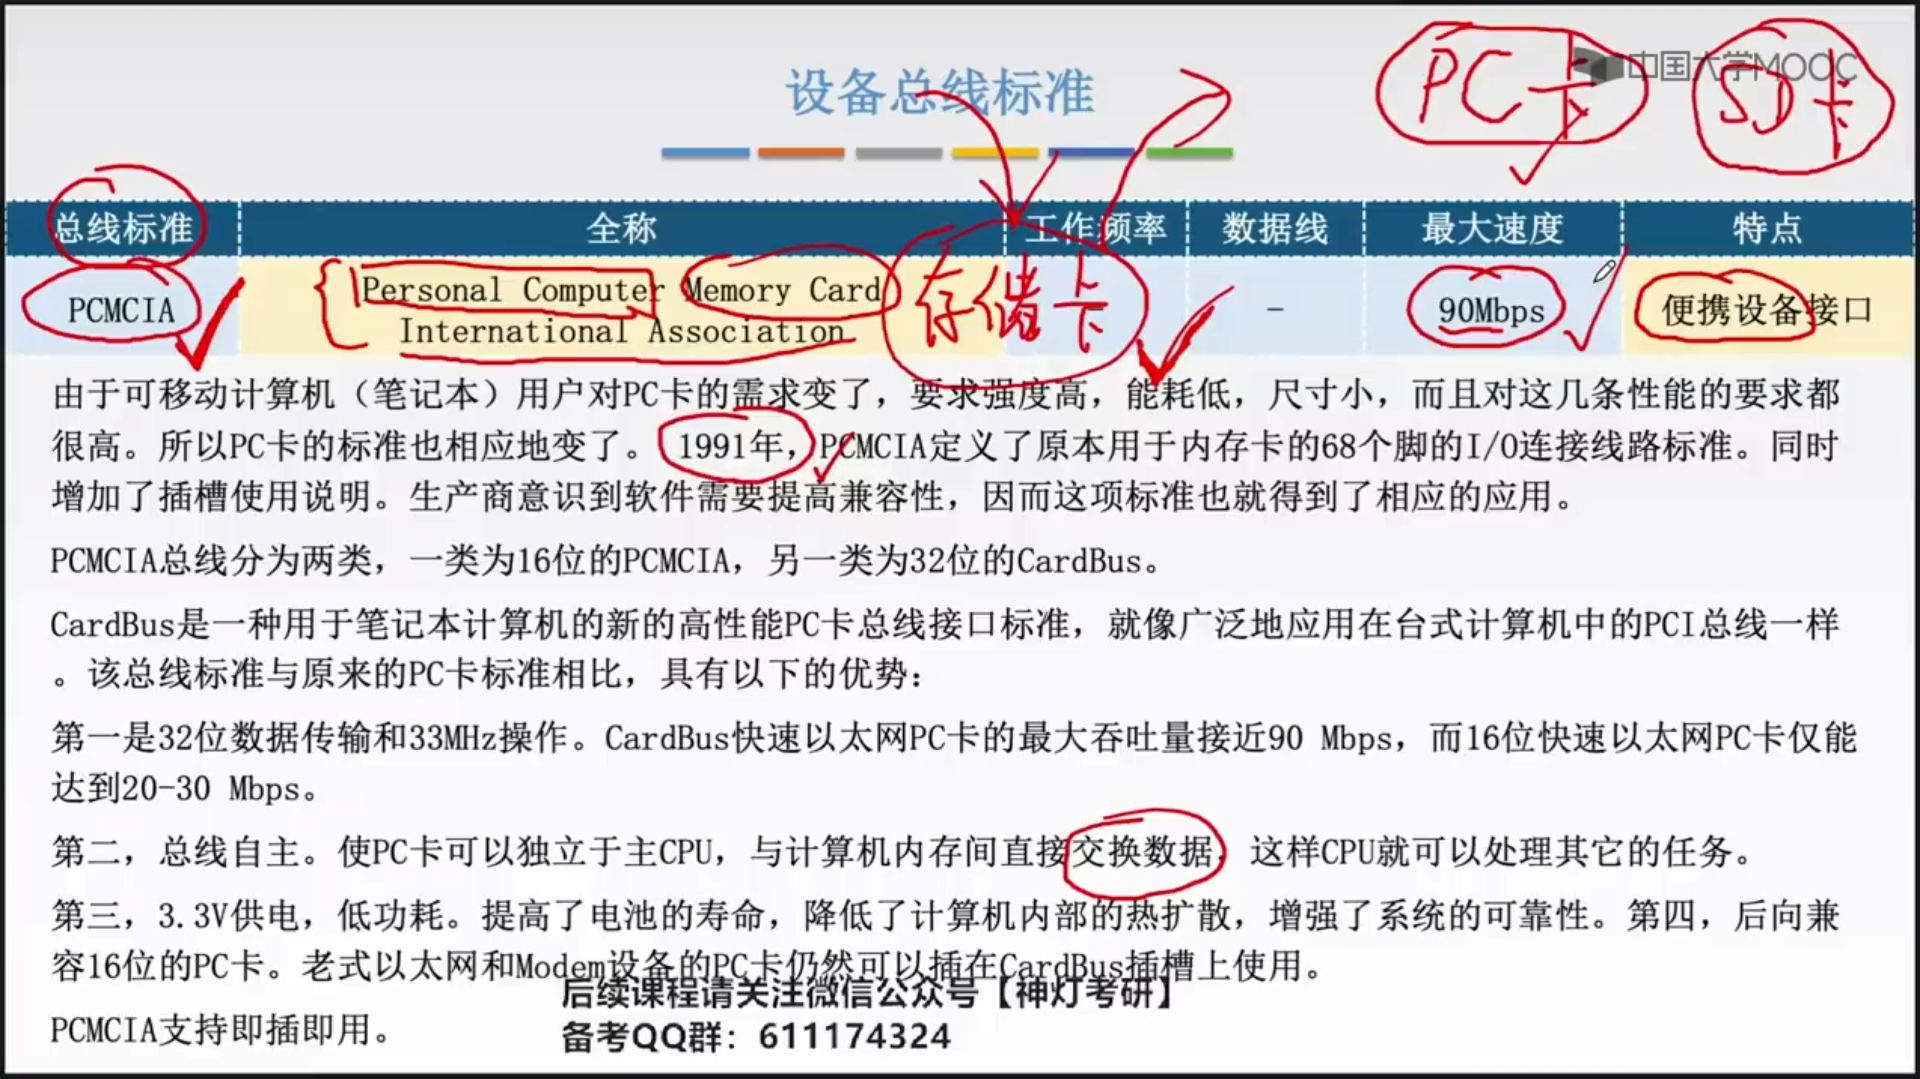 设备总线标准
PC卡
中国大学MOOC
SD卡
总线标准 全称 工作频率 数据线 最大速度 特点
PCMCIA Personal Computer Memory Card International Association - - 90Mbps 便携设备接口
存储卡
由于可移动计算机（笔记本）用户对PC卡的需求变了，要求强度高，能耗低，尺寸小，而且对这几条性能的要求都
很高。所以PC卡的标准也相应地变了。 1991年，PCMCIA定义了原本用于内存卡的68个脚的I/O连接线路标准。同时
增加了插槽使用说明。生产商意识到软件需要提高兼容性，因而这项标准也就得到了相应的应用。
PCMCIA总线分为两类，一类为16位的PCMCIA，另一类为32位的CardBus。
CardBus是一种用于笔记本计算机的新的高性能PC卡总线接口标准，就像广泛地应用在台式计算机中的PCI总线一样
。该总线标准与原来的PC卡标准相比，具有以下的优势：
第一是32位数据传输和33MHz操作。CardBus快速以太网PC卡的最大吞吐量接近90 Mbps，而16位快速以太网PC卡仅能
达到20-30 Mbps。
第二，总线自主。使PC卡可以独立于主CPU，与计算机内存间直接交换数据，这样CPU就可以处理其它的任务。
第三，3.3V供电，低功耗。提高了电池的寿命，降低了计算机内部的热扩散，增强了系统的可靠性。第四，后向兼
容16位的PC卡。老式以太网和Modem设备的PC卡仍然可以插在CardBus插槽上使用。
后续课程请关注微信公众号【神灯考研】
PCMCIA支持即插即用。
备考QQ群：611174324